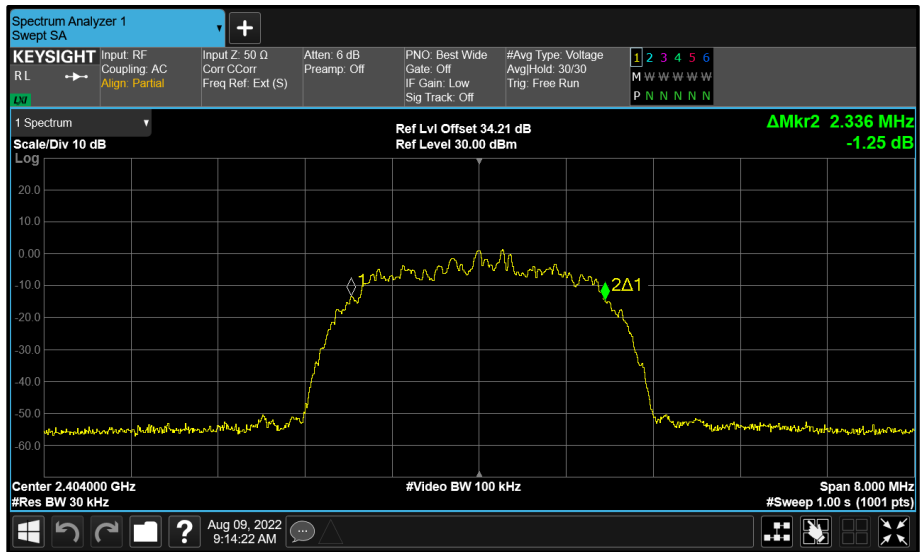 Spectrum Analyzer 1
Swept SA
+
KEYSIGHT Input: RF Input Z: 50 Ω Atten: 6 dB PNO: Best Wide #Avg Type: Voltage 1 2 3 4 5 6
RL Coupling: AC Corr CCorr Preamp: Off Gate: Off Avg|Hold: 30/30 M W W W W W
Align: Partial Freq Ref: Ext (S) IF Gain: Low Trig: Free Run
LXI Sig Track: Off P N N N N N
1 Spectrum Ref Lvl Offset 34.21 dB ΔMkr2 2.336 MHz
Scale/Div 10 dB Ref Level 30.00 dBm -1.25 dB
Log
20.0
10.0
0.00
-10.0 1 2Δ1
-20.0
-30.0
-40.0
-50.0
-60.0
Center 2.404000 GHz #Video BW 100 kHz Span 8.000 MHz
#Res BW 30 kHz #Sweep 1.00 s (1001 pts)
? Aug 09, 2022
9:14:22 AM